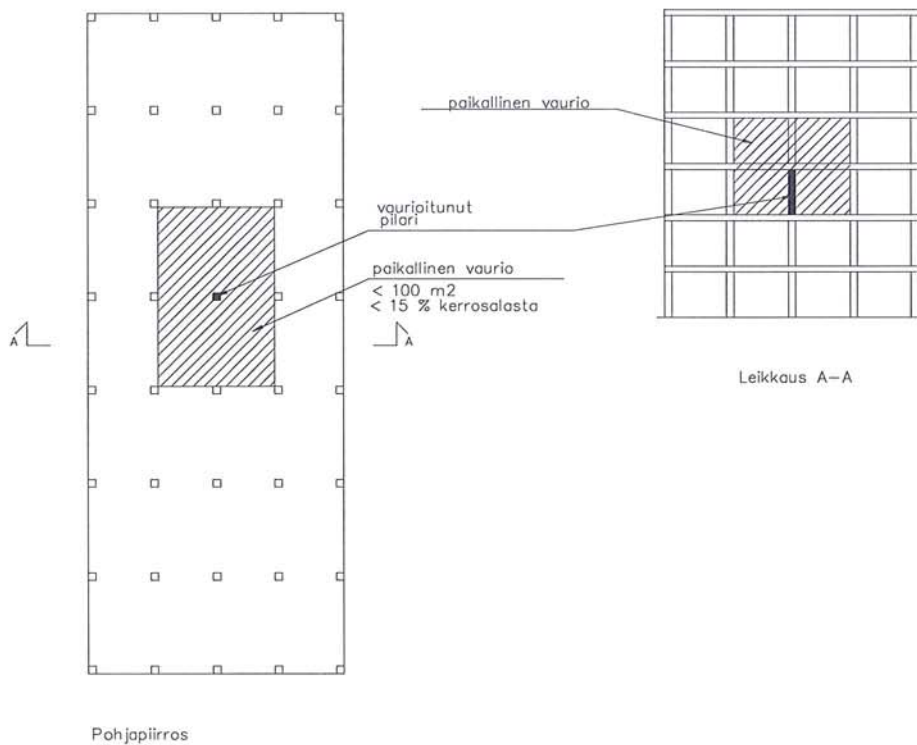 paikallinen vaurio
vaurioitunut
pilari
paikallinen vaurio
< 100 m2
< 15 % kerrosalasta
A
A
Leikkaus A-A
Pohjapiirros